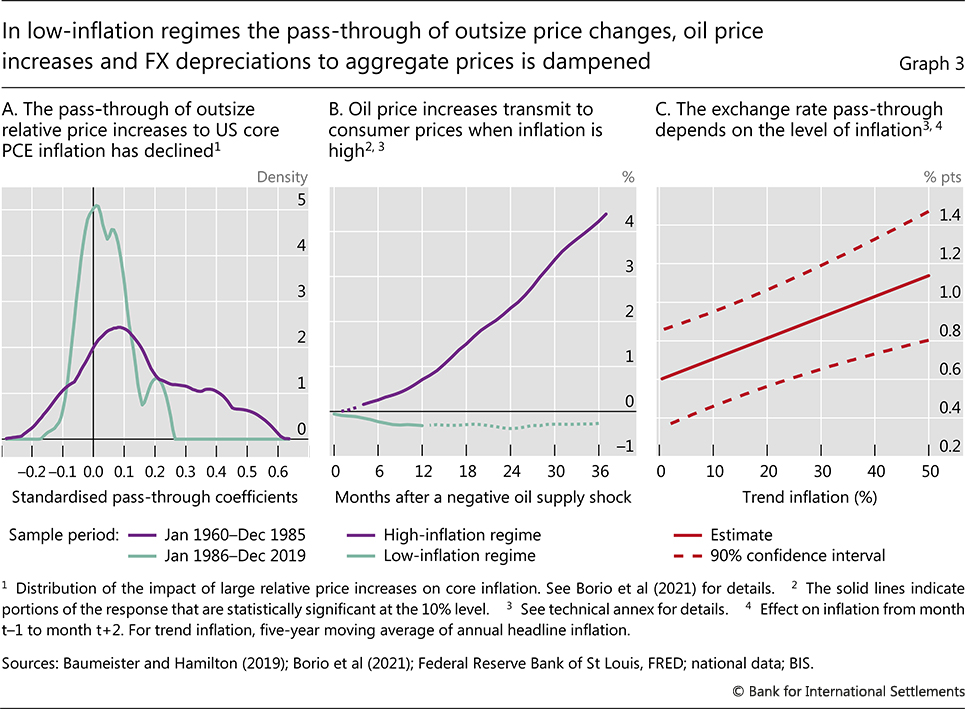 In low-inflation regimes the pass-through of outsize price changes, oil price
increases and FX depreciations to aggregate prices is dampened
Graph 3
A. The pass-through of outsize
relative price increases to US core
PCE inflation has declined¹
Density
5
4
3
2
1
0
–0.2 –0.1 0.0 0.1 0.2 0.3 0.4 0.5 0.6
Standardised pass-through coefficients
Sample period:
Jan 1960–Dec 1985
Jan 1986–Dec 2019
B. Oil price increases transmit to
consumer prices when inflation is
high²˒ ³
%
4
3
2
1
0
–1
0 6 12 18 24 30 36
Months after a negative oil supply shock
High-inflation regime
Low-inflation regime
C. The exchange rate pass-through
depends on the level of inflation³˒ ⁴
% pts
1.4
1.2
1.0
0.8
0.6
0.4
0.2
0 10 20 30 40 50
Trend inflation (%)
Estimate
90% confidence interval
¹ Distribution of the impact of large relative price increases on core inflation. See Borio et al (2021) for details. ² The solid lines indicate
portions of the response that are statistically significant at the 10% level. ³ See technical annex for details. ⁴ Effect on inflation from month
t–1 to month t+2. For trend inflation, five-year moving average of annual headline inflation.
Sources: Baumeister and Hamilton (2019); Borio et al (2021); Federal Reserve Bank of St Louis, FRED; national data; BIS.
© Bank for International Settlements